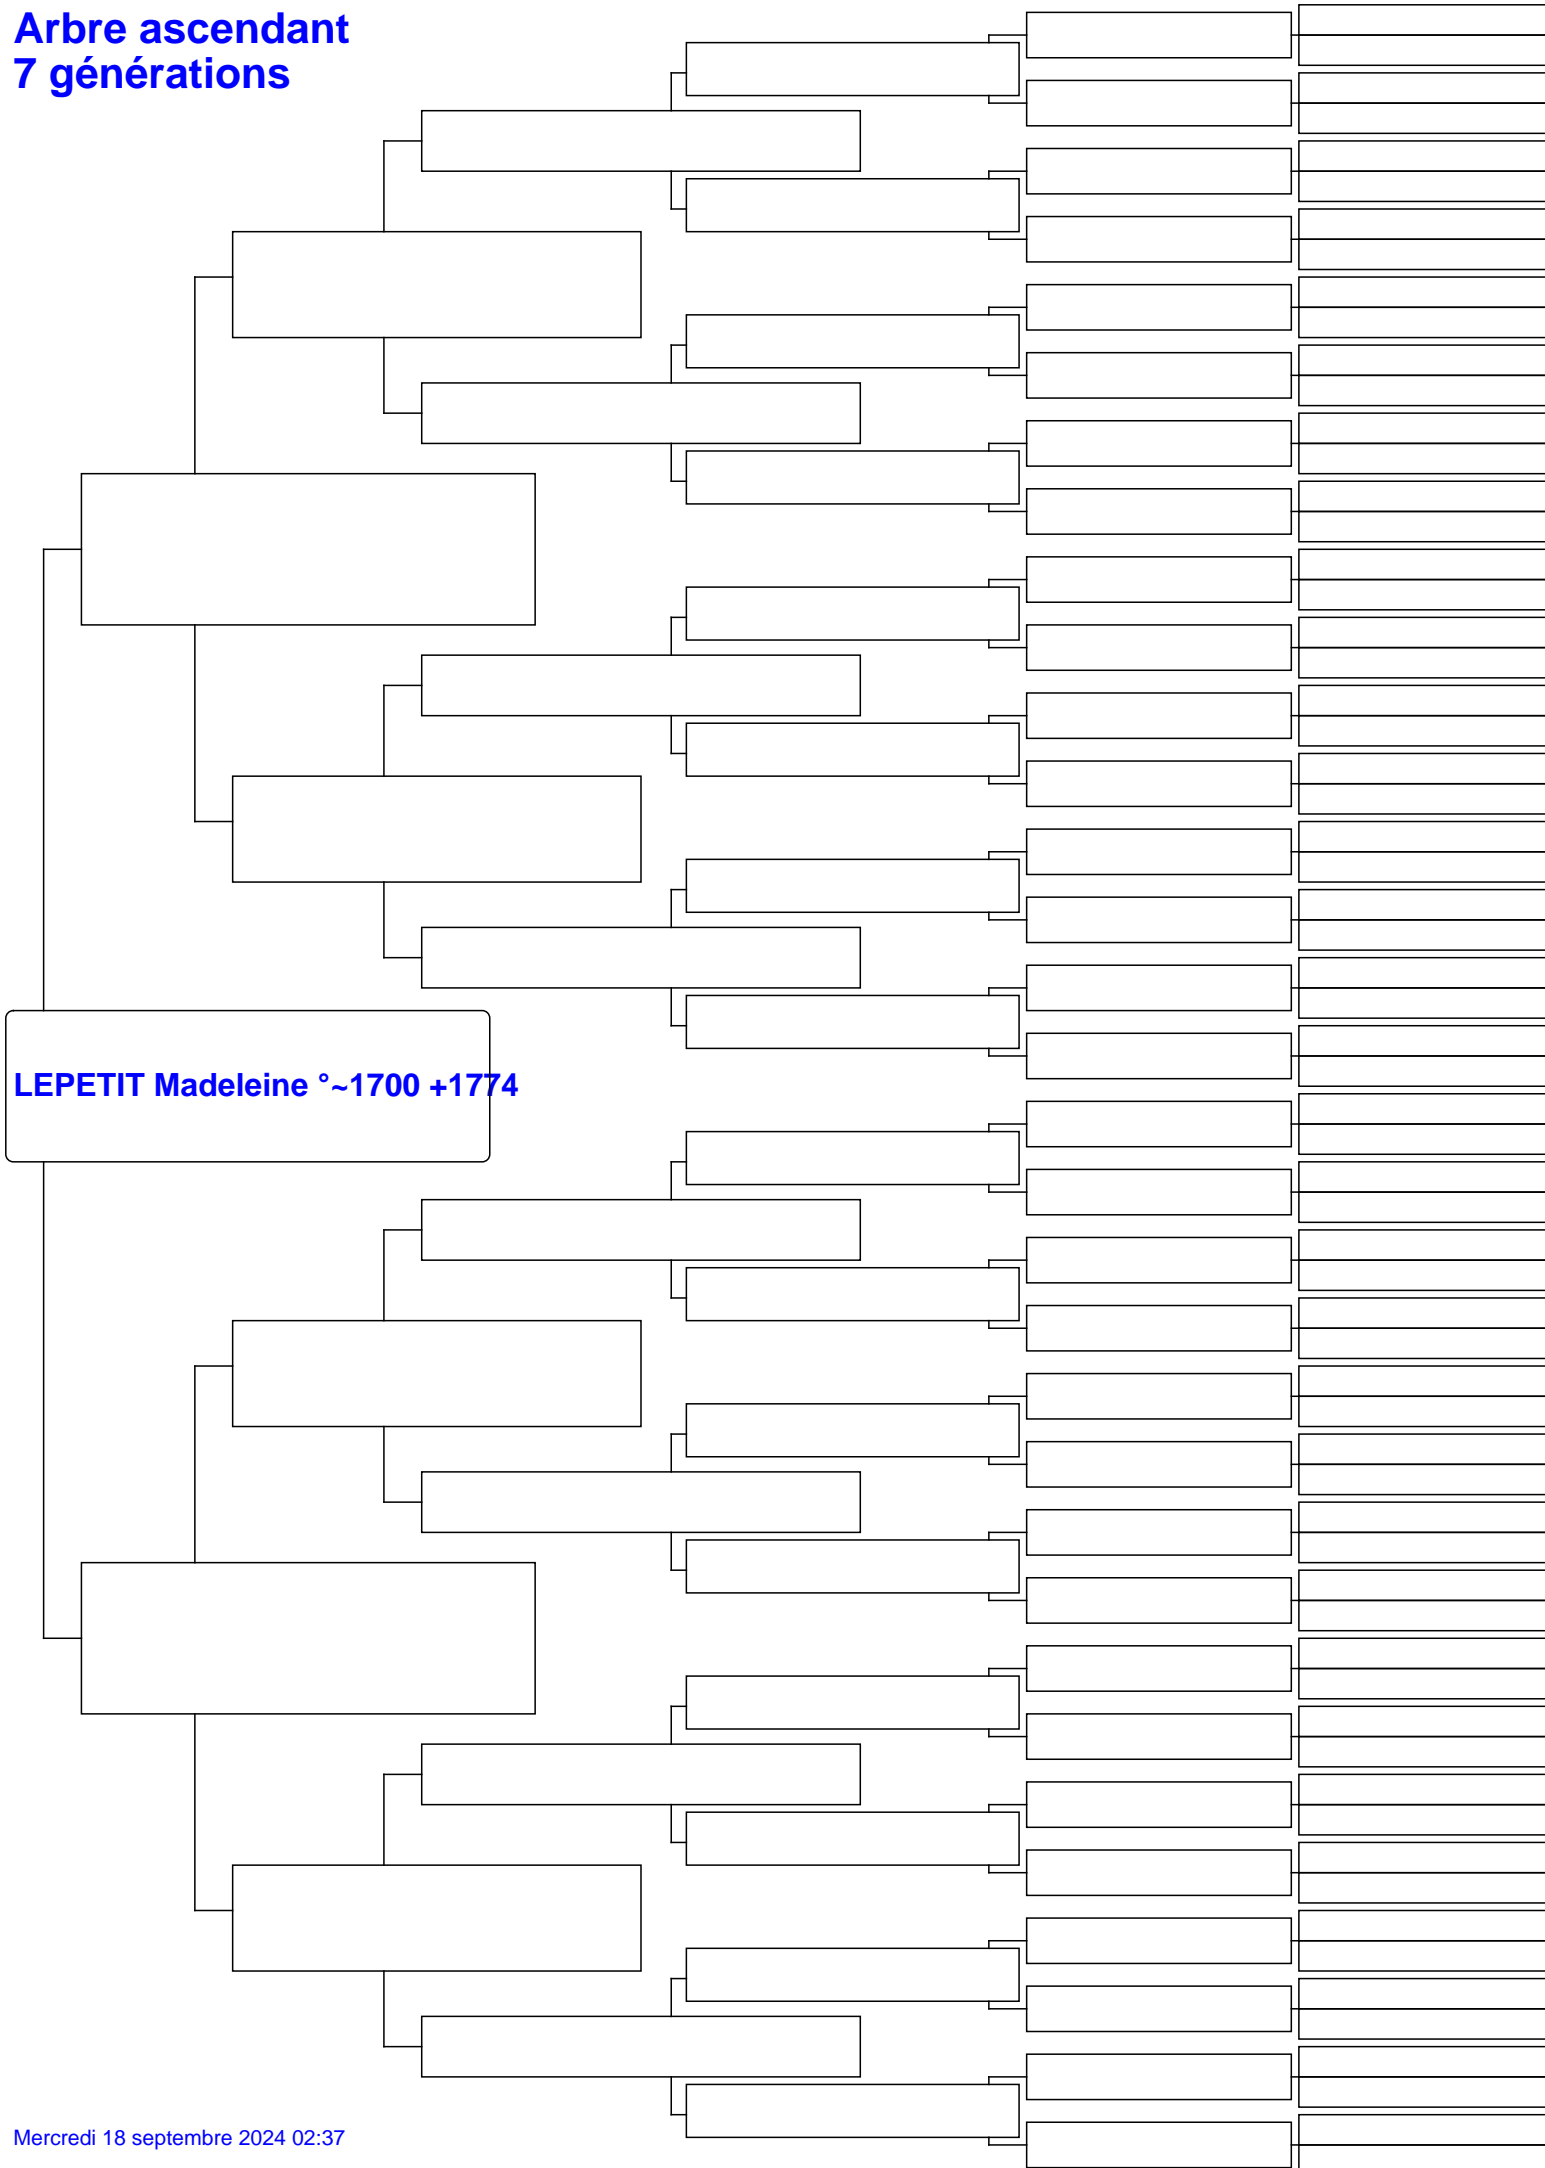 Arbre ascendant
7 générations
LEPETIT Madeleine °~1700 +1774
Mercredi 18 septembre 2024 02:37